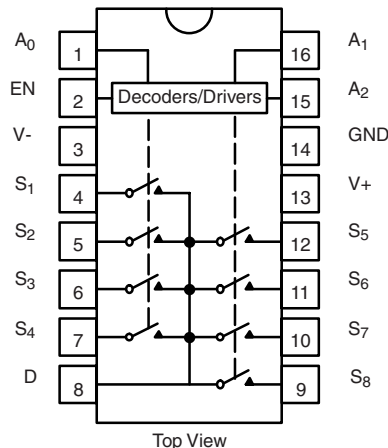 A0 1 16 A1
EN 2 Decoders/Drivers 15 A2
V- 3 14 GND
S1 4 13 V+
S2 5 12 S5
S3 6 11 S6
S4 7 10 S7
D 8 9 S8
Top View